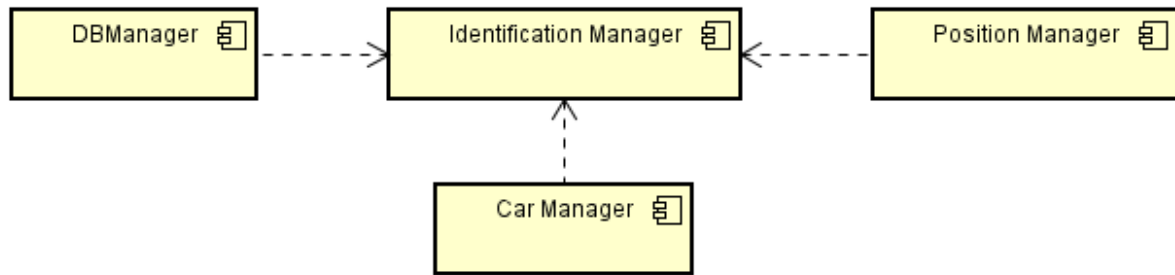 DBManager
Identification Manager
Position Manager
Car Manager